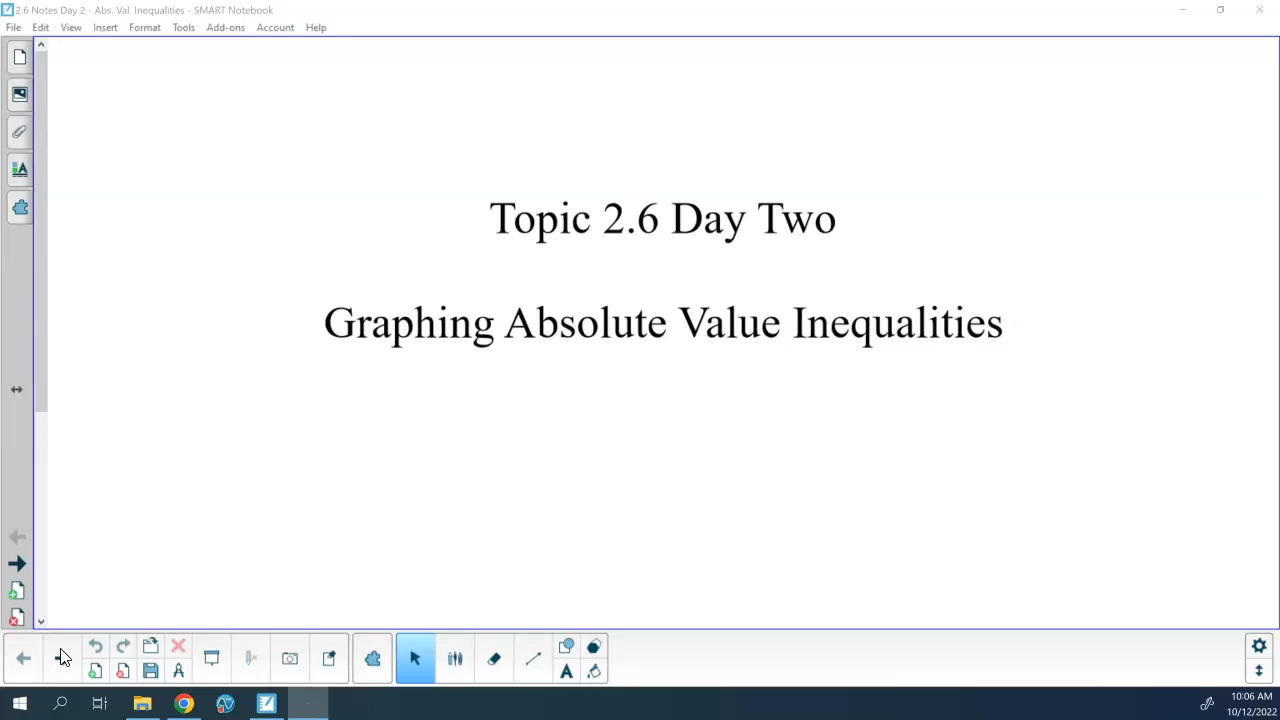 2.6 Notes Day 2 - Abs. Val. Inequalities - SMART Notebook
File Edit View Insert Format Tools Add-ons Account Help
Topic 2.6 Day Two
Graphing Absolute Value Inequalities
10:06 AM
10/12/2022